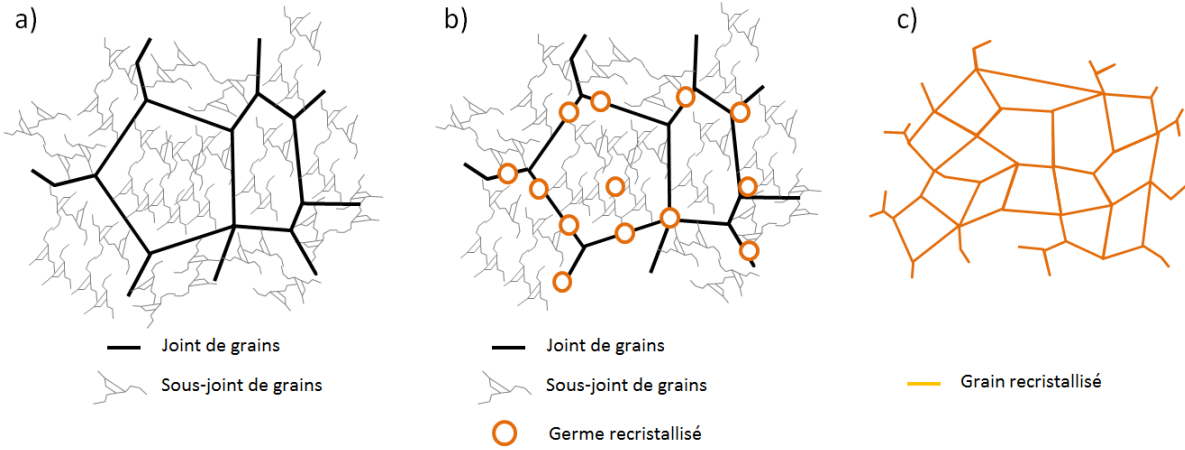 a)
b)
c)
Joint de grains
Sous-joint de grains
Joint de grains
Sous-joint de grains
Germe recristallisé
Grain recristallisé